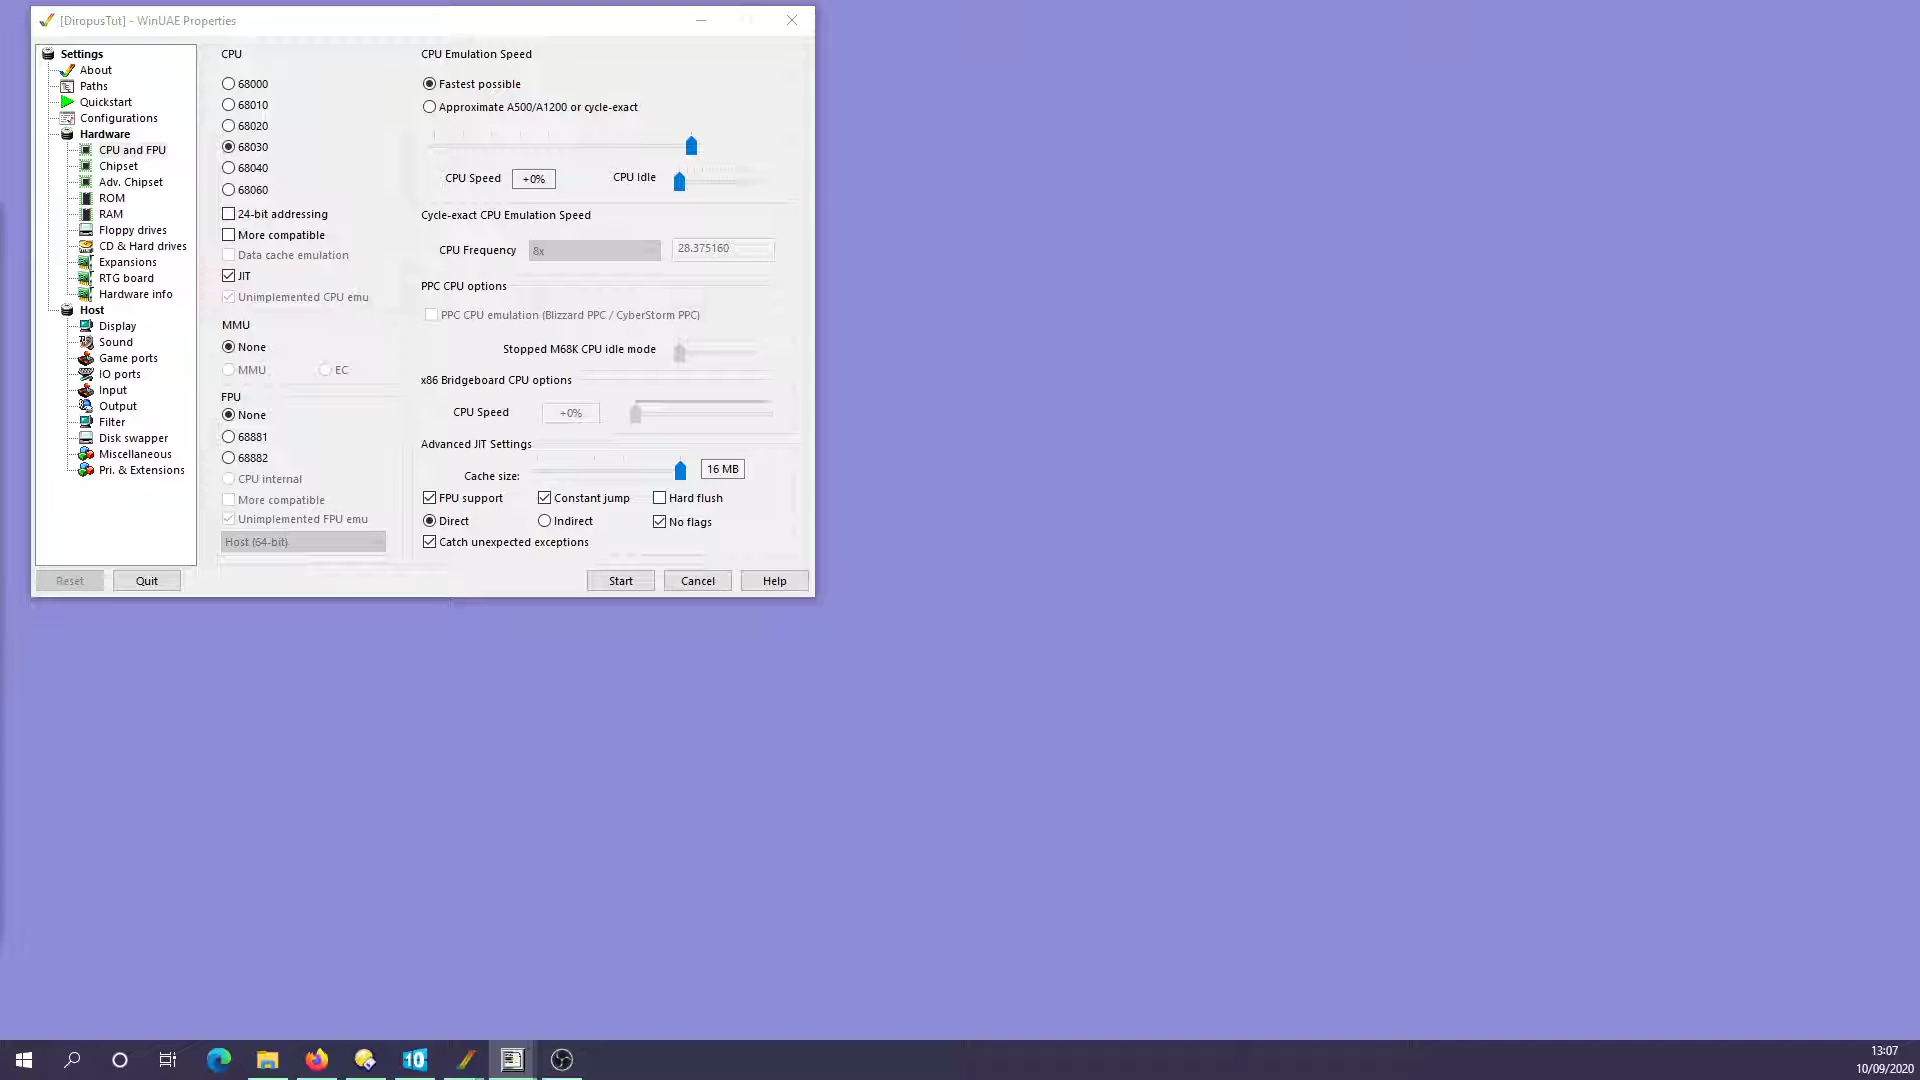 [DiropusTut] - WinUAE Properties
Settings
About
Paths
Quickstart
Configurations
Hardware
CPU and FPU
Chipset
Adv. Chipset
ROM
RAM
Floppy drives
CD & Hard drives
Expansions
RTG board
Hardware info
Host
Display
Sound
Game ports
IO ports
Input
Output
Filter
Disk swapper
Miscellaneous
Pri. & Extensions
CPU
68000
68010
68020
68030
68040
68060
24-bit addressing
More compatible
Data cache emulation
JIT
Unimplemented CPU emu
MMU
None
MMU EC
FPU
None
68881
68882
CPU internal
More compatible
Unimplemented FPU emu
Host (64-bit)
CPU Emulation Speed
Fastest possible
Approximate A500/A1200 or cycle-exact
CPU Speed +0% CPU Idle
Cycle-exact CPU Emulation Speed
CPU Frequency 8x 28.375160
PPC CPU options
PPC CPU emulation (Blizzard PPC / CyberStorm PPC)
Stopped M68K CPU idle mode
x86 Bridgeboard CPU options
CPU Speed +0%
Advanced JIT Settings
Cache size: 16 MB
FPU support Constant jump Hard flush
Direct Indirect No flags
Catch unexpected exceptions
Reset Quit Start Cancel Help
10
13:07
10/09/2020